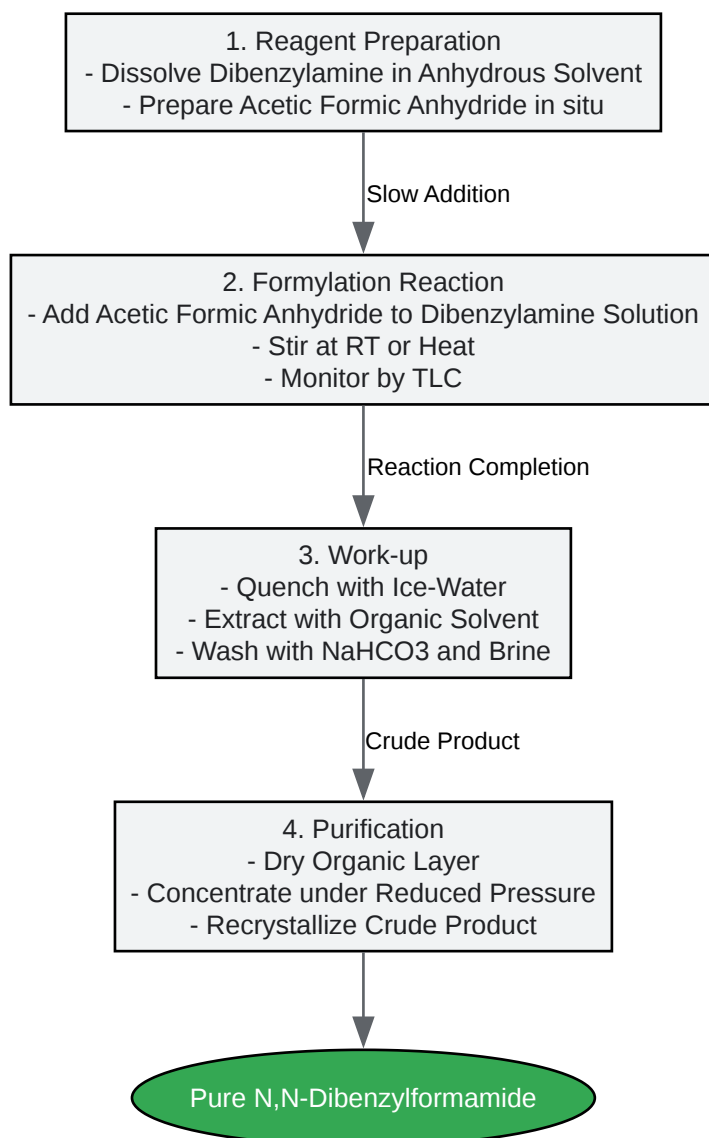 1. Reagent Preparation
- Dissolve Dibenzylamine in Anhydrous Solvent
- Prepare Acetic Formic Anhydride in situ
Slow Addition
2. Formylation Reaction
- Add Acetic Formic Anhydride to Dibenzylamine Solution
- Stir at RT or Heat
- Monitor by TLC
Reaction Completion
3. Work-up
- Quench with Ice-Water
- Extract with Organic Solvent
- Wash with NaHCO3 and Brine
Crude Product
4. Purification
- Dry Organic Layer
- Concentrate under Reduced Pressure
- Recrystallize Crude Product
Pure N,N-Dibenzylformamide